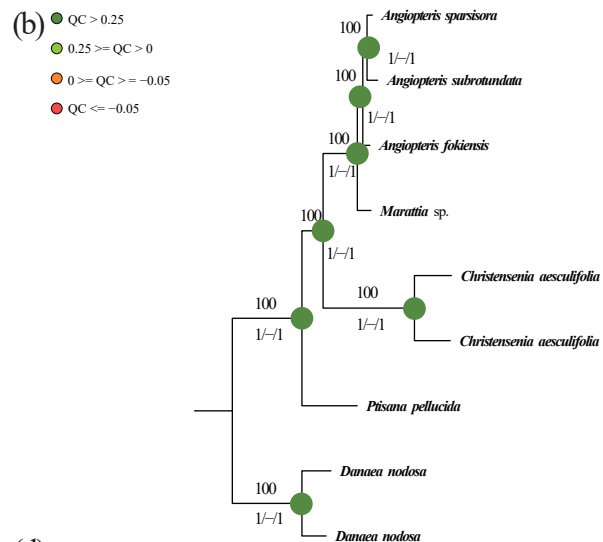 (b)
QC > 0.25
0.25 >= QC > 0
0 >= QC > = −0.05
QC <= −0.05
100
Angiopteris sparsisora
1/−/1
Angiopteris subrotundata
100
1/−/1
Angiopteris fokiensis
100
1/−/1
Marattia sp.
100
1/−/1
Christensenia aesculifolia
100
1/−/1
Christensenia aesculifolia
100
1/−/1
Ptisana pellucida
Danaea nodosa
100
1/−/1
Danaea nodosa